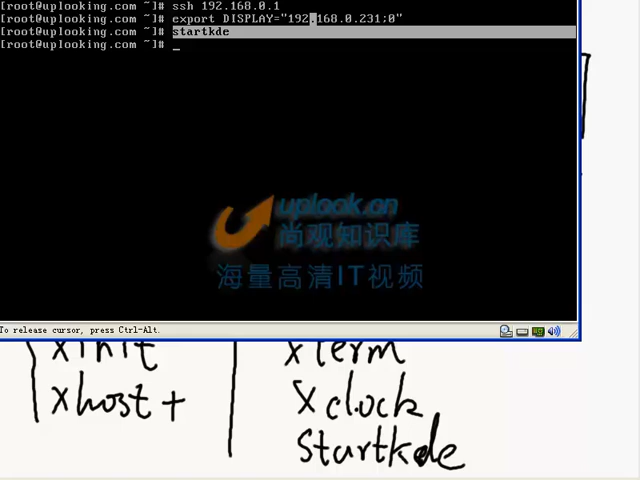 [root@uplooking.com ~]# ssh 192.168.0.1
[root@uplooking.com ~]# export DISPLAY="192.168.0.231;0"
[root@uplooking.com ~]# startkde
[root@uplooking.com ~]# _
uplook.cn
尚观知识库
海量高清IT视频
To release cursor, press Ctrl-Alt.
xinit xterm
xhost + xclock
startkde